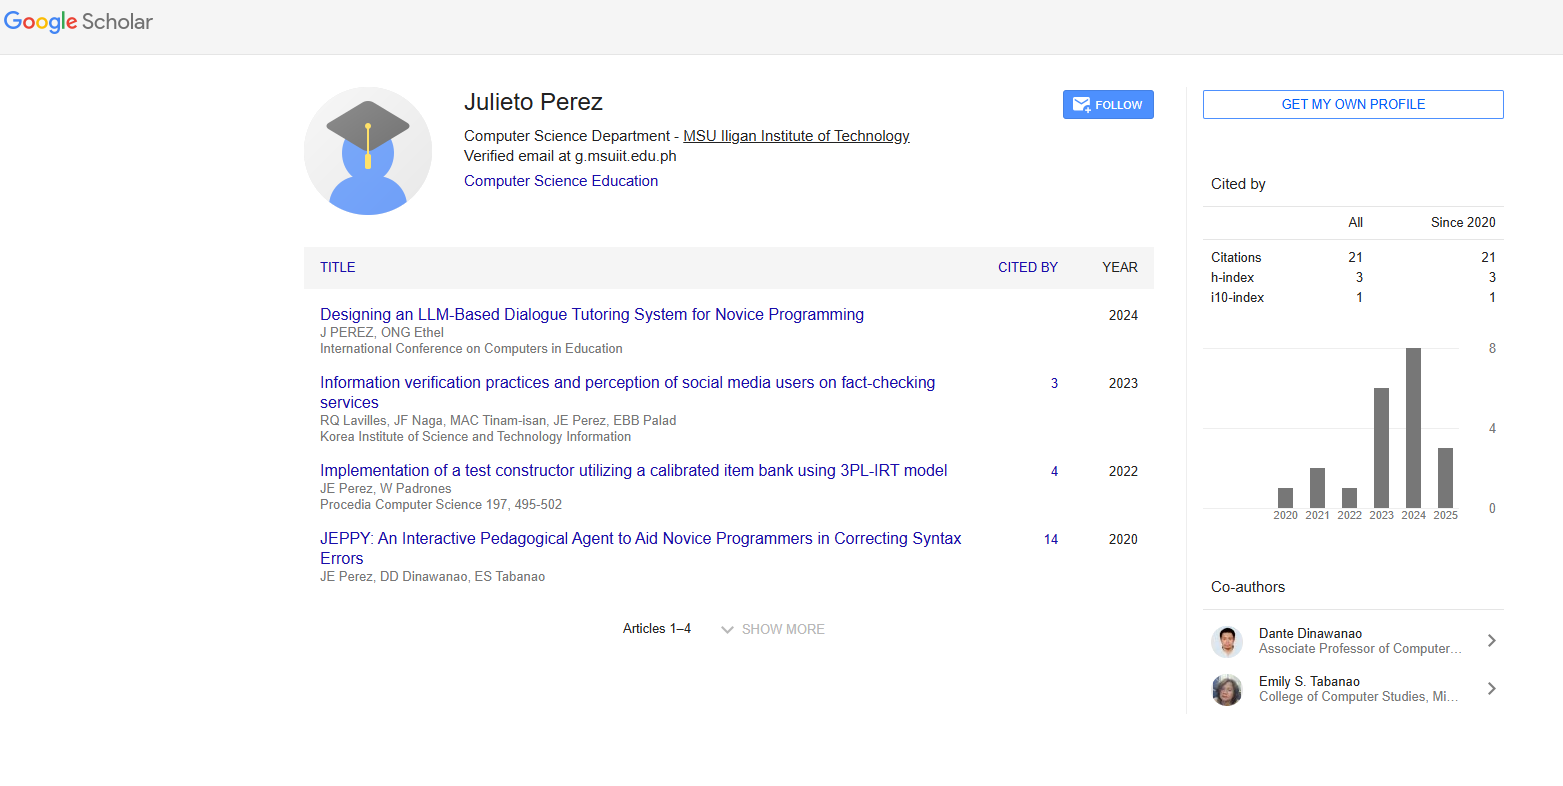 Google Scholar
Julieto Perez
FOLLOW
Computer Science Department - MSU Iligan Institute of Technology
Verified email at g.msuiit.edu.ph
Computer Science Education
TITLE CITED BY YEAR
Designing an LLM-Based Dialogue Tutoring System for Novice Programming 2024
J PEREZ, ONG Ethel
International Conference on Computers in Education
Information verification practices and perception of social media users on fact-checking 3 2023
services
RQ Lavilles, JF Naga, MAC Tinam-isan, JE Perez, EBB Palad
Korea Institute of Science and Technology Information
Implementation of a test constructor utilizing a calibrated item bank using 3PL-IRT model 4 2022
JE Perez, W Padrones
Procedia Computer Science 197, 495-502
JEPPY: An Interactive Pedagogical Agent to Aid Novice Programmers in Correcting Syntax 14 2020
Errors
JE Perez, DD Dinawanao, ES Tabanao
Articles 1–4 SHOW MORE
GET MY OWN PROFILE
Cited by
All Since 2020
Citations 21 21
h-index 3 3
i10-index 1 1
8
4
0
2020 2021 2022 2023 2024 2025
Co-authors
Dante Dinawanao
Associate Professor of Computer…
Emily S. Tabanao
College of Computer Studies, Mi…